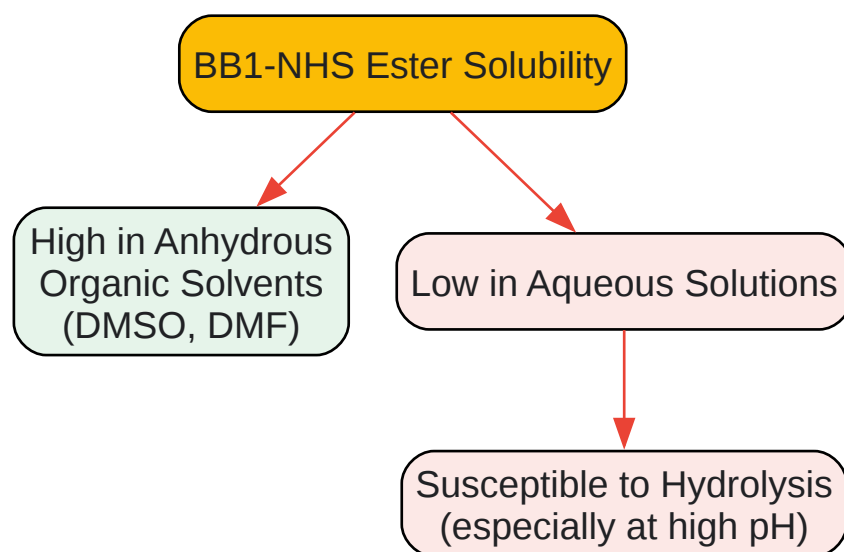 BB1-NHS Ester Solubility
High in Anhydrous
Organic Solvents
(DMSO, DMF)
Low in Aqueous Solutions
Susceptible to Hydrolysis
(especially at high pH)